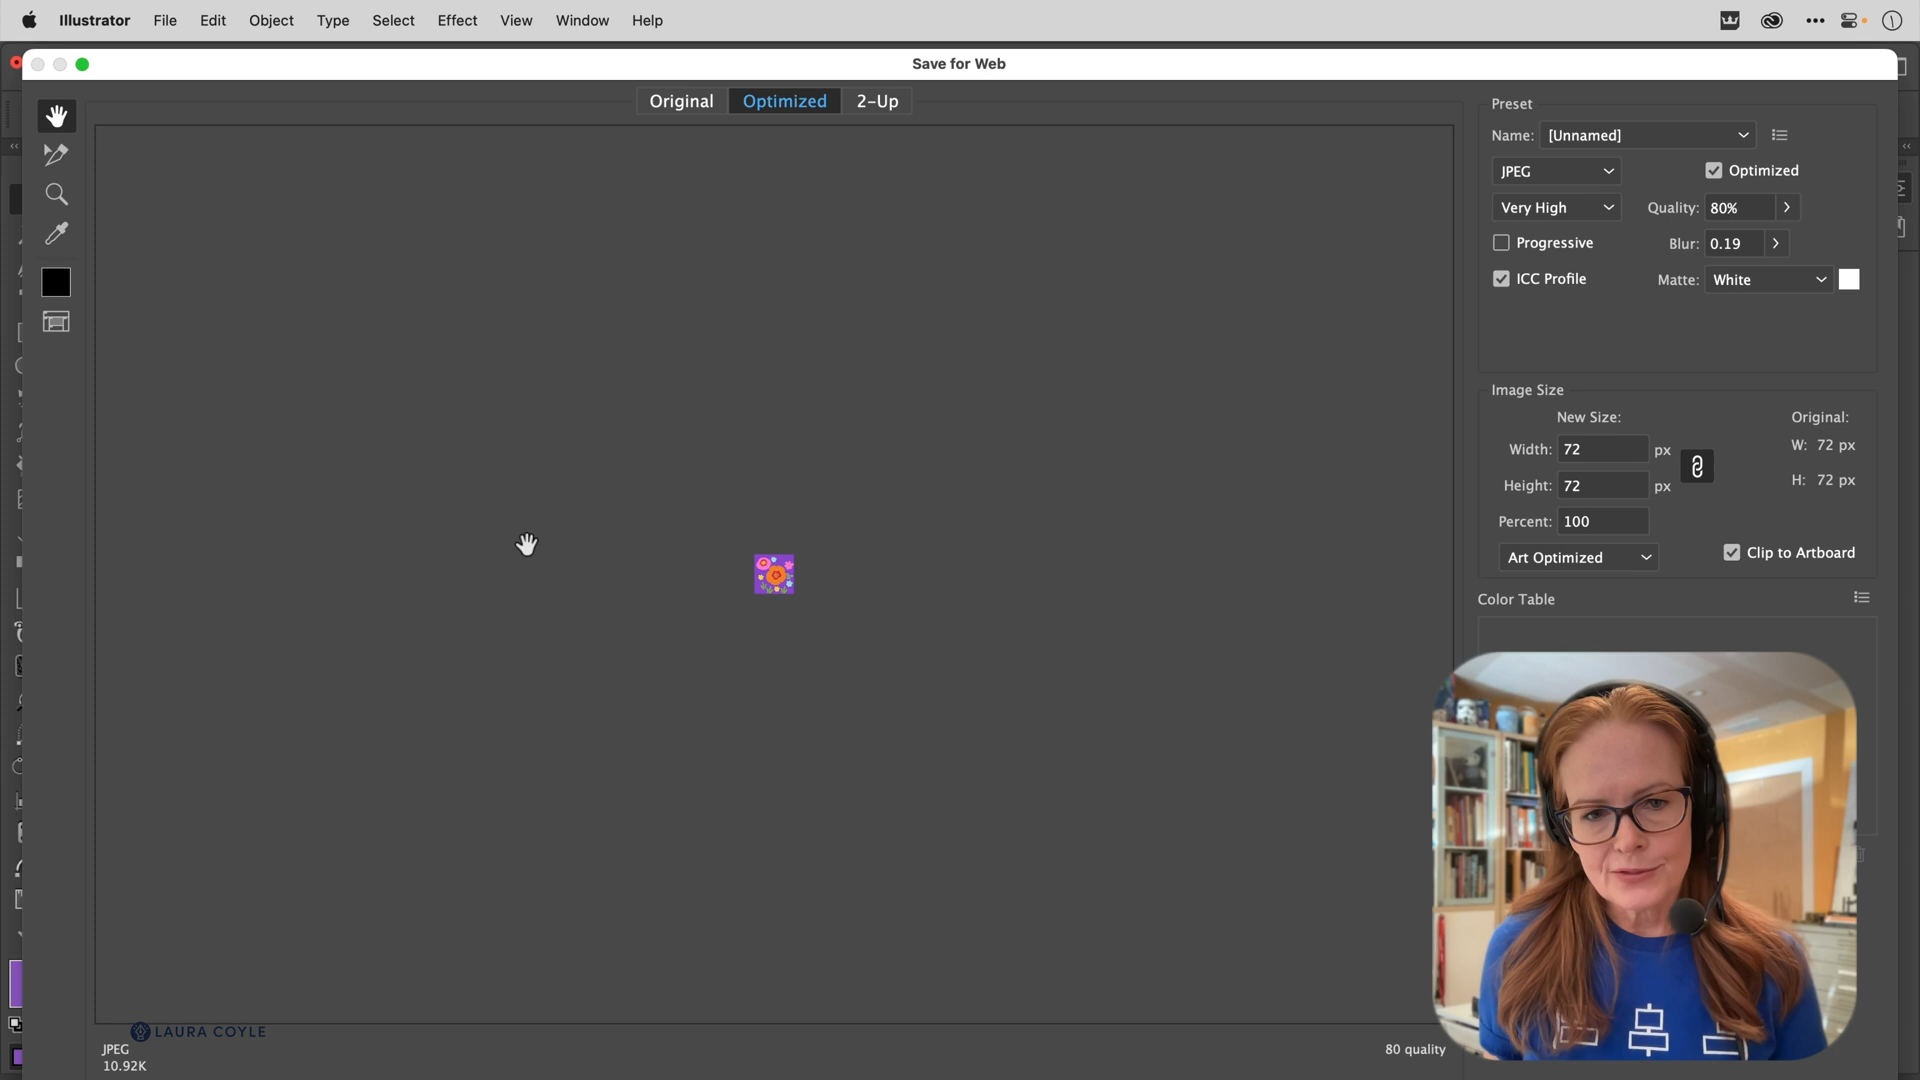 Illustrator File Edit Object Type Select Effect View Window Help
Save for Web
Original Optimized 2-Up
Preset
Name: [Unnamed]
JPEG Optimized
Very High Quality: 80%
Progressive Blur: 0.19
ICC Profile Matte: White
Image Size
New Size: Original:
Width: 72 px W: 72 px
Height: 72 px H: 72 px
Percent: 100
Art Optimized Clip to Artboard
Color Table
LAURA COYLE
JPEG 80 quality
10.92K